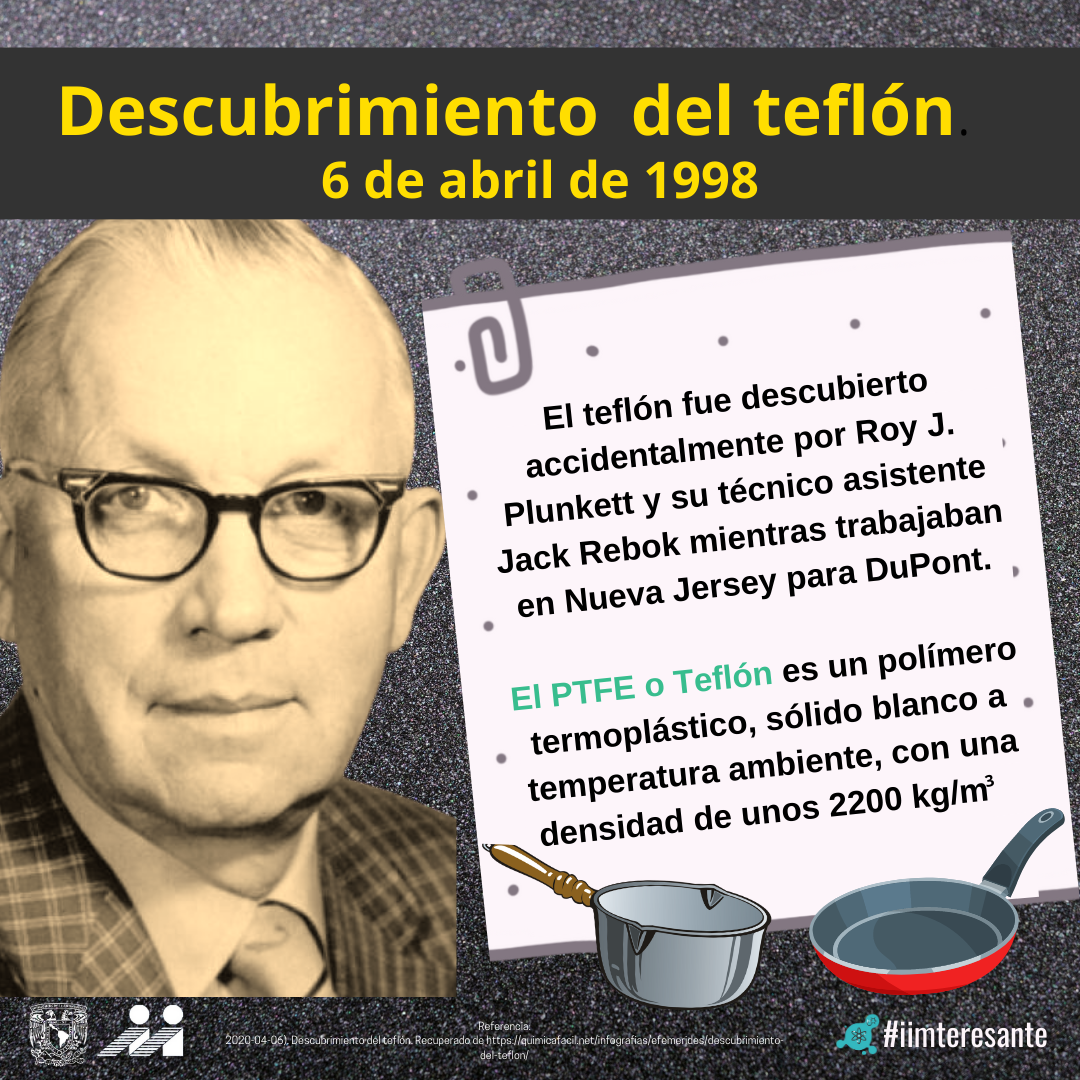 Descubrimiento del teflón.
6 de abril de 1998
El teflón fue descubierto
accidentalmente por Roy J.
Plunkett y su técnico asistente
Jack Rebok mientras trabajaban
en Nueva Jersey para DuPont.
El PTFE o Teflón es un polímero
termoplástico, sólido blanco a
temperatura ambiente, con una
densidad de unos 2200 kg/m³
Referencia:
2020-04-06). Descubrimiento del teflón. Recuperado de https://quimicafacil.net/infografias/efemerides/descubrimiento-
del-teflon/
#iimteresante